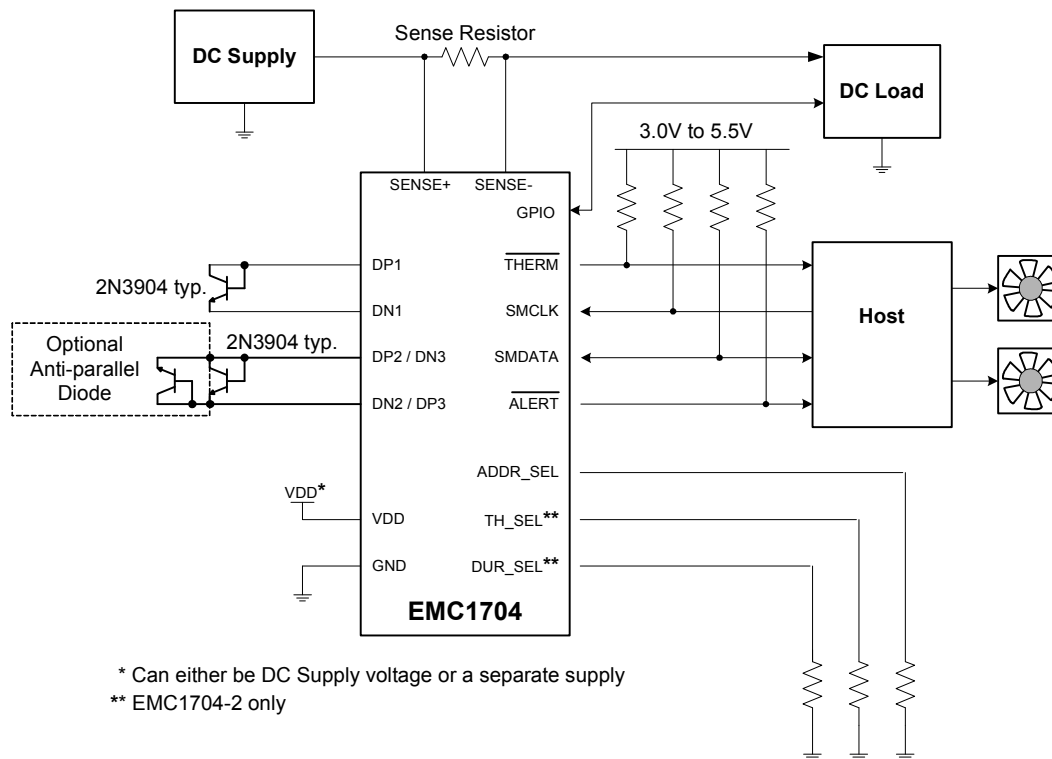 Sense Resistor
DC Supply
DC Load
3.0V to 5.5V
SENSE+ SENSE-
GPIO
DP1
THERM
2N3904 typ.
DN1
SMCLK
Host
Optional
Anti-parallel
Diode
2N3904 typ.
DP2 / DN3
SMDATA
DN2 / DP3
ALERT
ADDR_SEL
VDD*
VDD
TH_SEL**
GND
DUR_SEL**
EMC1704
* Can either be DC Supply voltage or a separate supply
** EMC1704-2 only